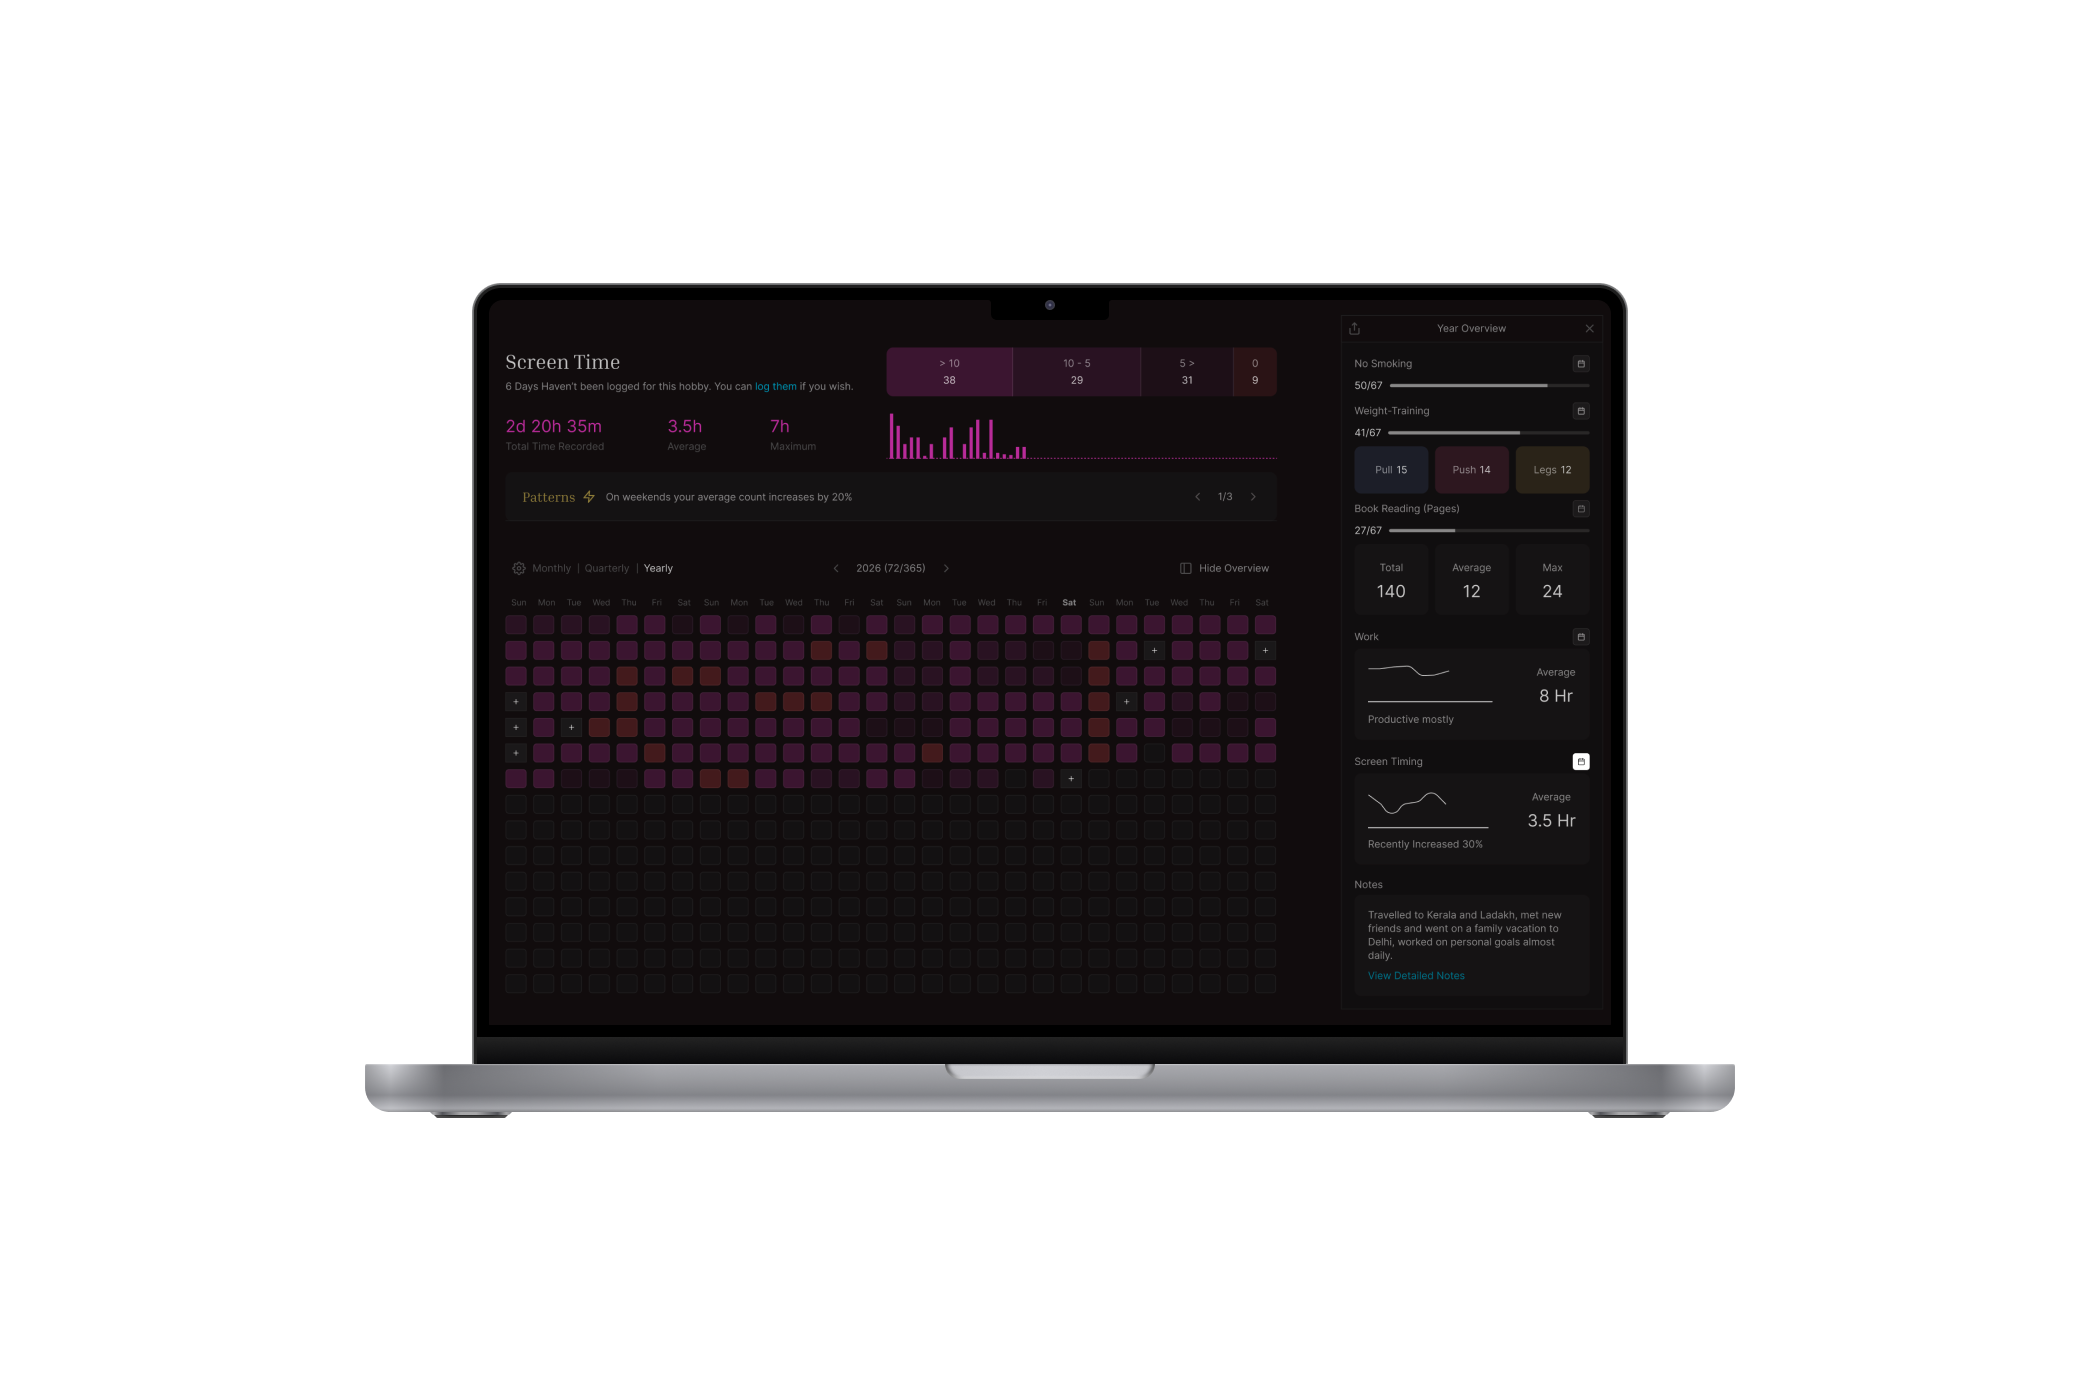 Screen Time
6 Days Haven't been logged for this hobby. You can log them if you wish.
2d 20h 35m
Total Time Recorded
3.5h
Average
7h
Maximum
> 10
38
10 - 5
29
5 >
31
0
9
Patterns
On weekends your average count increases by 20%
1/3
Monthly | Quarterly | Yearly
2026 (72/365)
Hide Overview
Sun Mon Tue Wed Thu Fri Sat Sun Mon Tue Wed Thu Fri Sat Sun Mon Tue Wed Thu Fri Sat Sun Mon Tue Wed Thu Fri Sat
+ +
+ +
+ +
+
+
Year Overview
No Smoking
50/67
Weight-Training
41/67
Pull 15
Push 14
Legs 12
Book Reading (Pages)
27/67
Total
140
Average
12
Max
24
Work
Average
8 Hr
Productive mostly
Screen Timing
Average
3.5 Hr
Recently Increased 30%
Notes
Travelled to Kerala and Ladakh, met new
friends and went on a family vacation to
Delhi, worked on personal goals almost
daily.
View Detailed Notes